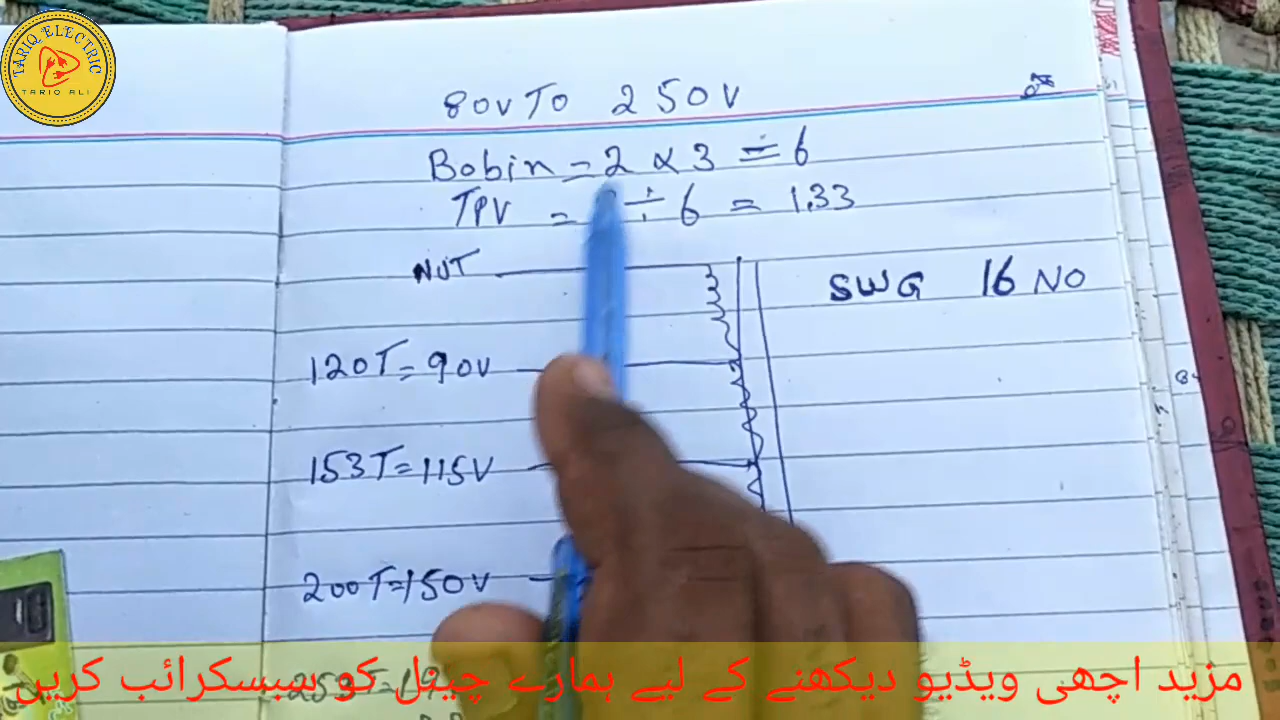 TARIQ ELECTRIC
TARIQ ALI
80V TO 250V
Bobin = 2 x 3 = 6
TPV = ÷ 6 = 1.33
NUT
SWG 16 NO
120T = 90V
153T = 115V
200T = 150V
مزید اچھی ویڈیو دیکھنے کے لیے ہمارے چینل کو سبسکرائب کریں